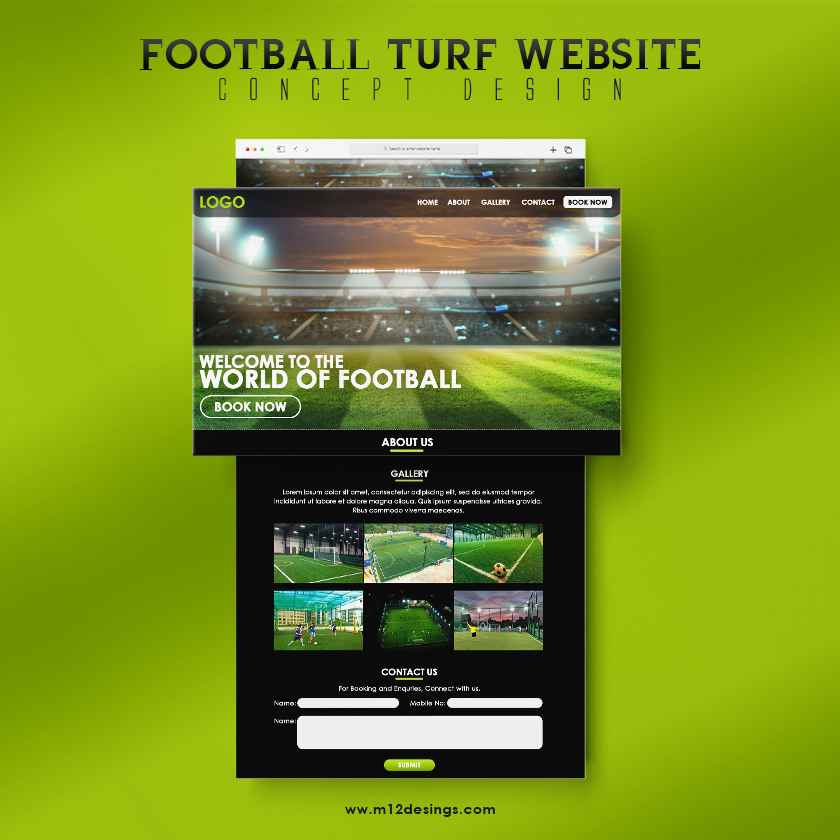 FOOTBALL TURF WEBSITE
CONCEPT DESIGN
LOGO
HOME ABOUT GALLERY CONTACT BOOK NOW
WELCOME TO THE
WORLD OF FOOTBALL
BOOK NOW
ABOUT US
GALLERY
Lorem ipsum dolor sit amet, consectetur adipiscing elit, sed do eiusmod tempor
incididunt ut labore et dolore magna aliqua. Quis ipsum suspendisse ultrices gravida.
Risus commodo viverra maecenas.
CONTACT US
For Booking and Enquries, Connect with us.
Name: Mobile No:
Name:
SUBMIT
www.m12desings.com